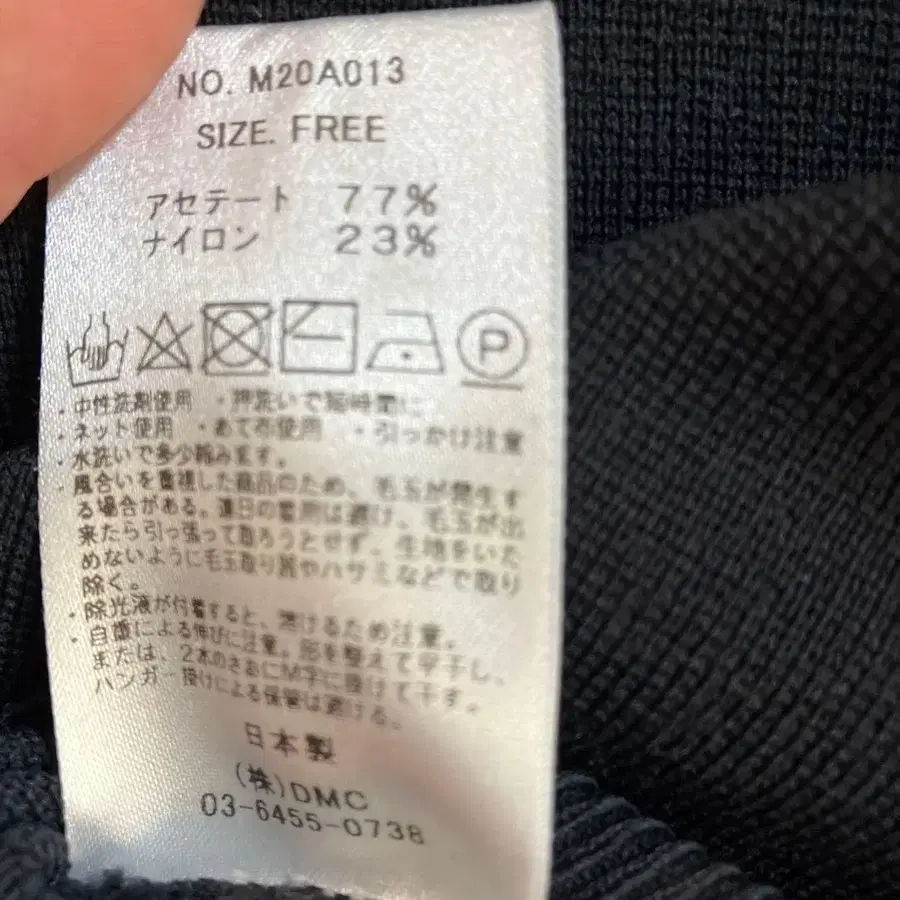 NO. M20A013
SIZE. FREE
アセテート 77%
ナイロン 23%
P
・中性洗剤使用 ・押洗いで短時間に
・ネット使用 ・あて布使用 ・引っかけ注意
・水洗いで多少縮みます。
・風合いを重視した商品のため、毛玉が発生す
る場合がある。連日の着用は避け、毛玉が出
来たら引っ張って取ろうとせず、生地をいた
めないように毛玉取り器やハサミなどで取り
除く。
・除光液が付着すると、溶けるため注意。
・自重による伸びに注意。形を整えて平干し、
または、2本のさおにM字に掛けて干す。
ハンガー掛けによる保管は避ける。
日本製
(株)DMC
03-6455-0738